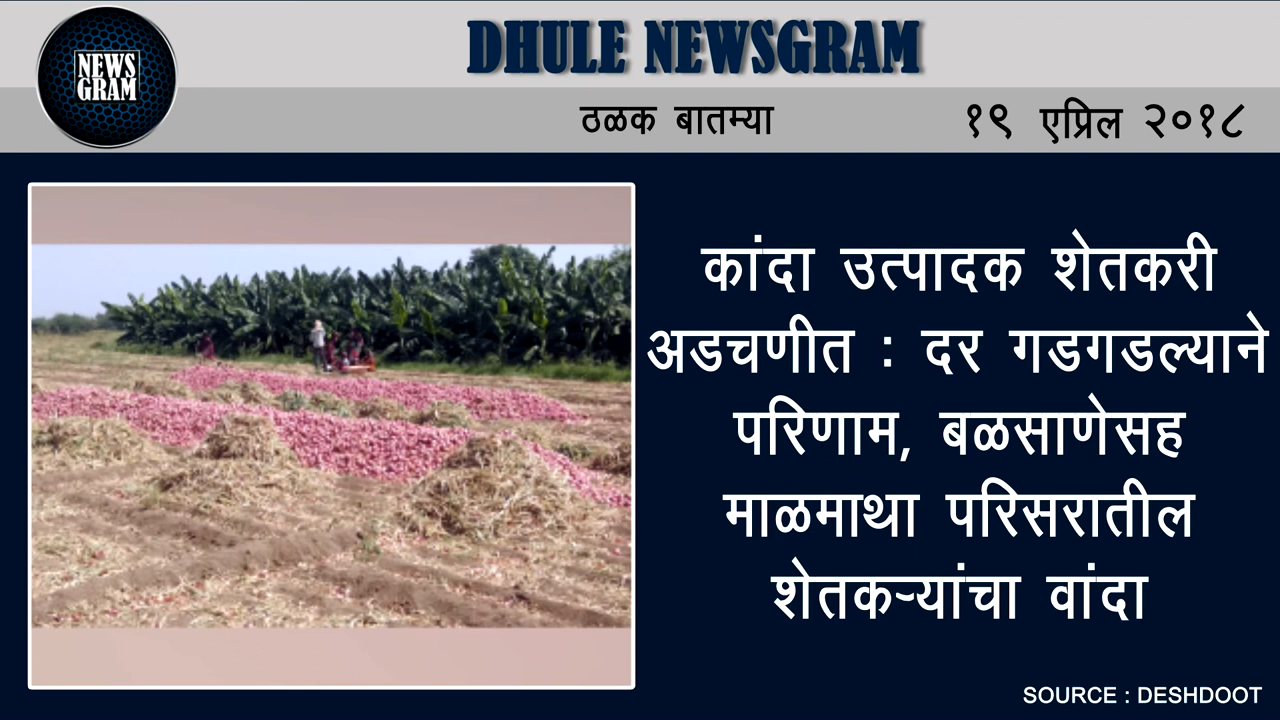 NEWS
GRAM
DHULE NEWSGRAM
ठळक बातम्या
१९ एप्रिल २०१८
कांदा उत्पादक शेतकरी
अडचणीत : दर गडगडल्याने
परिणाम, बळसाणेसह
माळमाथा परिसरातील
शेतकऱ्यांचा वांदा
SOURCE : DESHDOOT